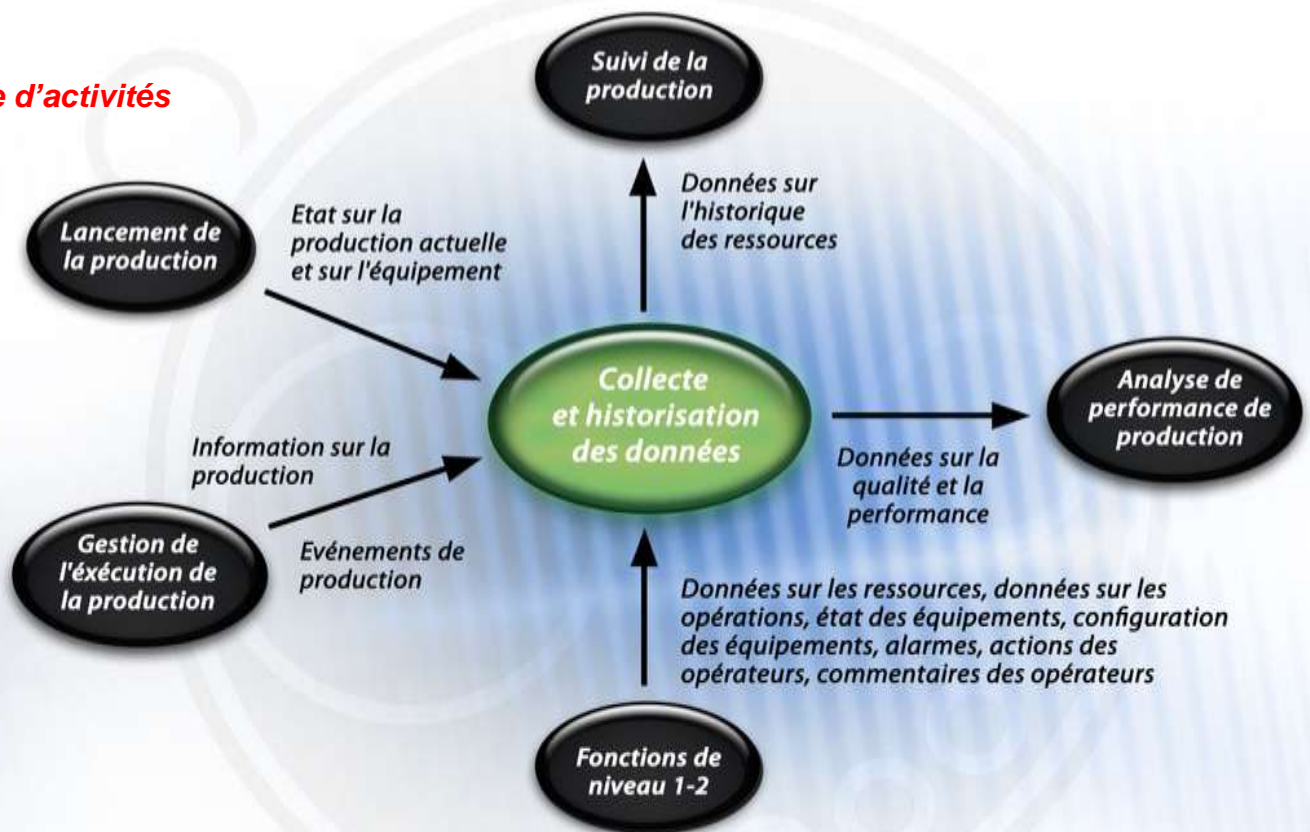 Suivi de la
production
e d'activités
Données sur
l'historique
des ressources
Lancement de
la production
Etat sur la
production actuelle
et sur l'équipement
Collecte
et historisation
des données
Analyse de
performance de
production
Information sur la
production
Données sur la
qualité et la
performance
Gestion de
l'éxécution de
la production
Evénements de
production
Données sur les ressources, données sur les
opérations, état des équipements, configuration
des équipements, alarmes, actions des
opérateurs, commentaires des opérateurs
Fonctions de
niveau 1-2